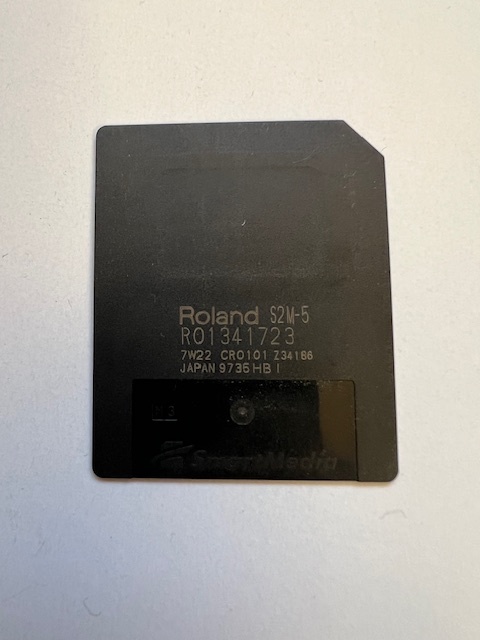 Roland S2M-5
R01341723
7W22 CR0101 Z34186
JAPAN 9735 HB I
SmartMedia